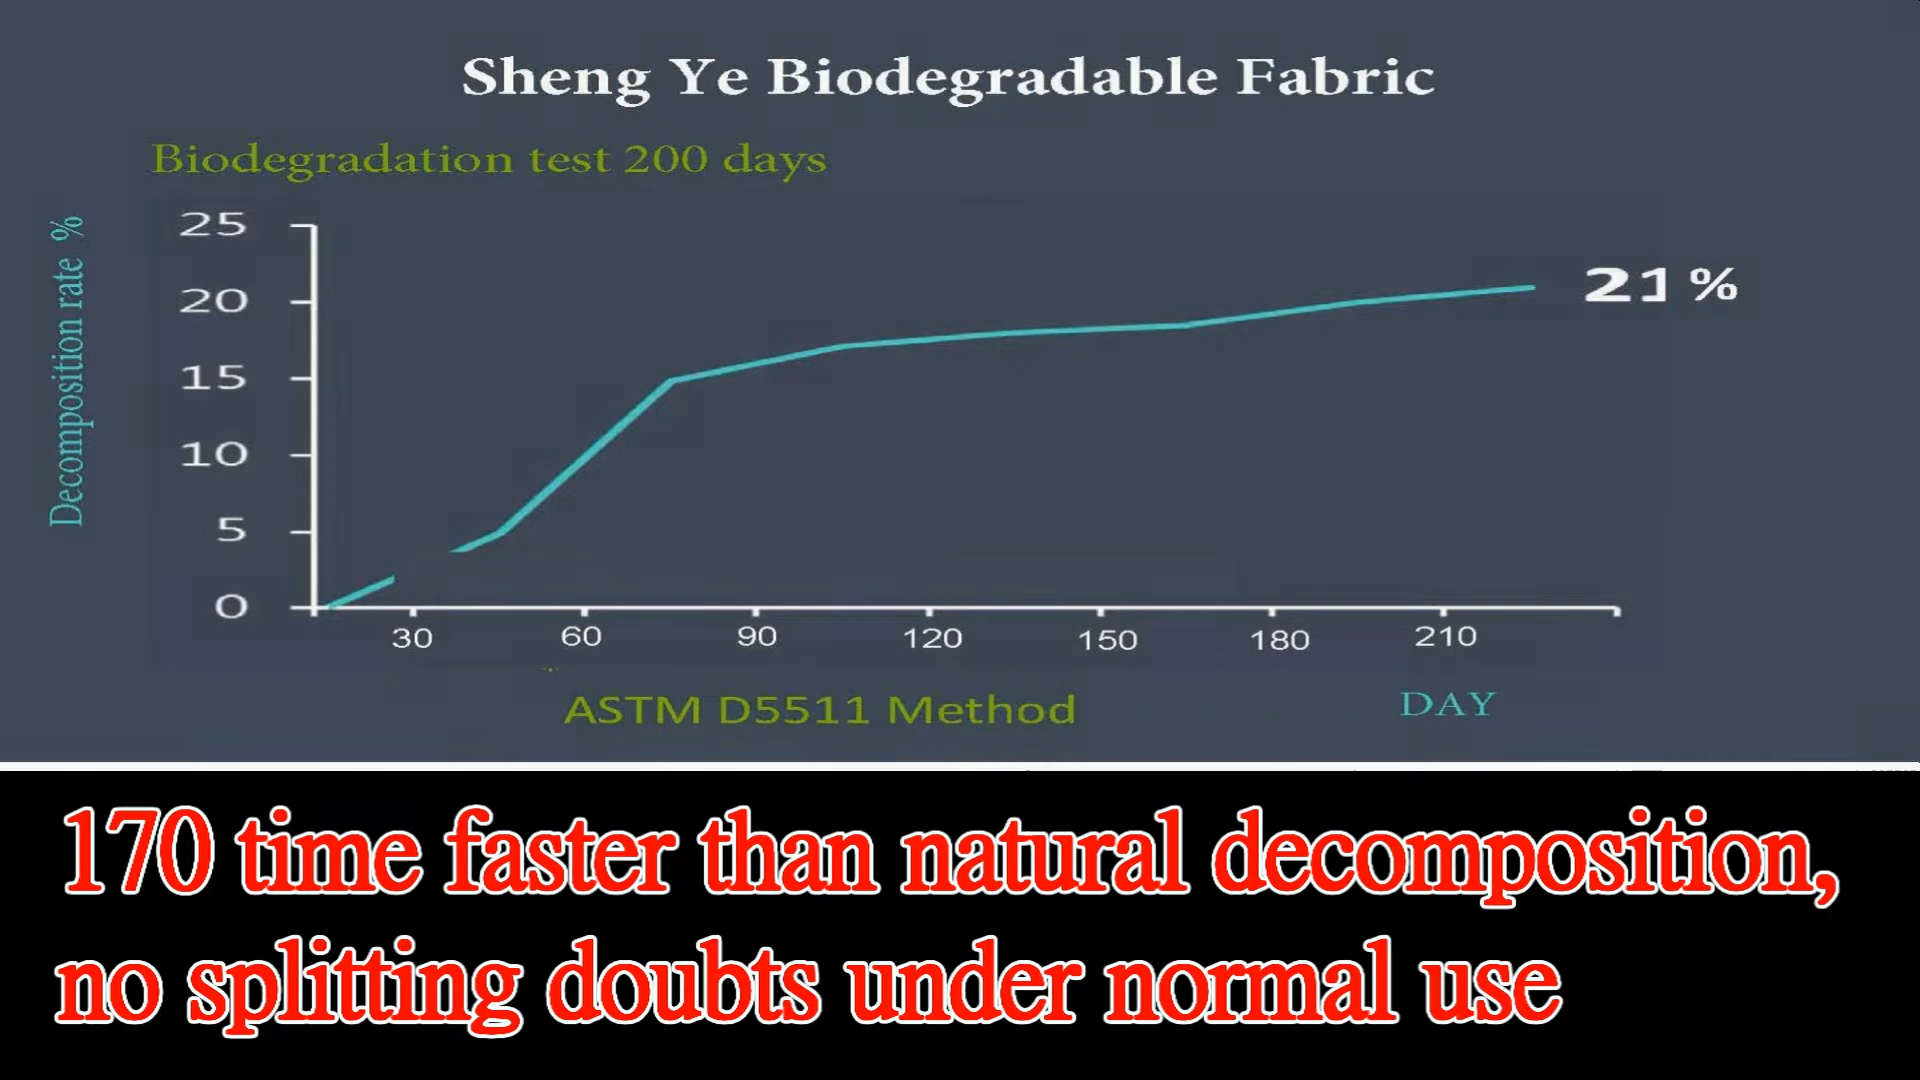 Sheng Ye Biodegradable Fabric
Biodegradation test 200 days
Decomposition rate %
25
20
15
10
5
0
21%
30 60 90 120 150 180 210
ASTM D5511 Method
DAY
170 time faster than natural decomposition,
no splitting doubts under normal use